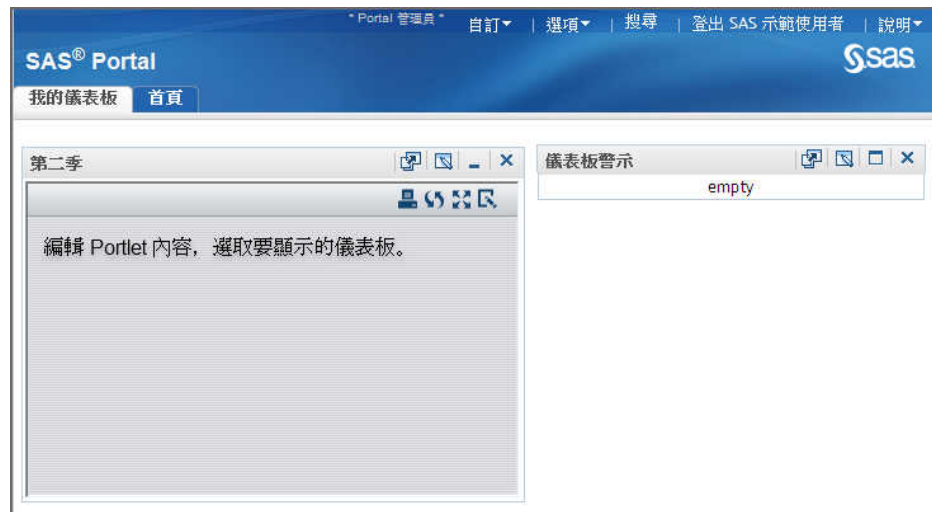 * Portal 管理員 * 自訂 | 選項 | 搜尋 | 登出 SAS 示範使用者 | 說明
SAS® Portal
sas
我的儀表板 首頁
第二季
儀表板警示
empty
編輯 Portlet 內容，選取要顯示的儀表板。